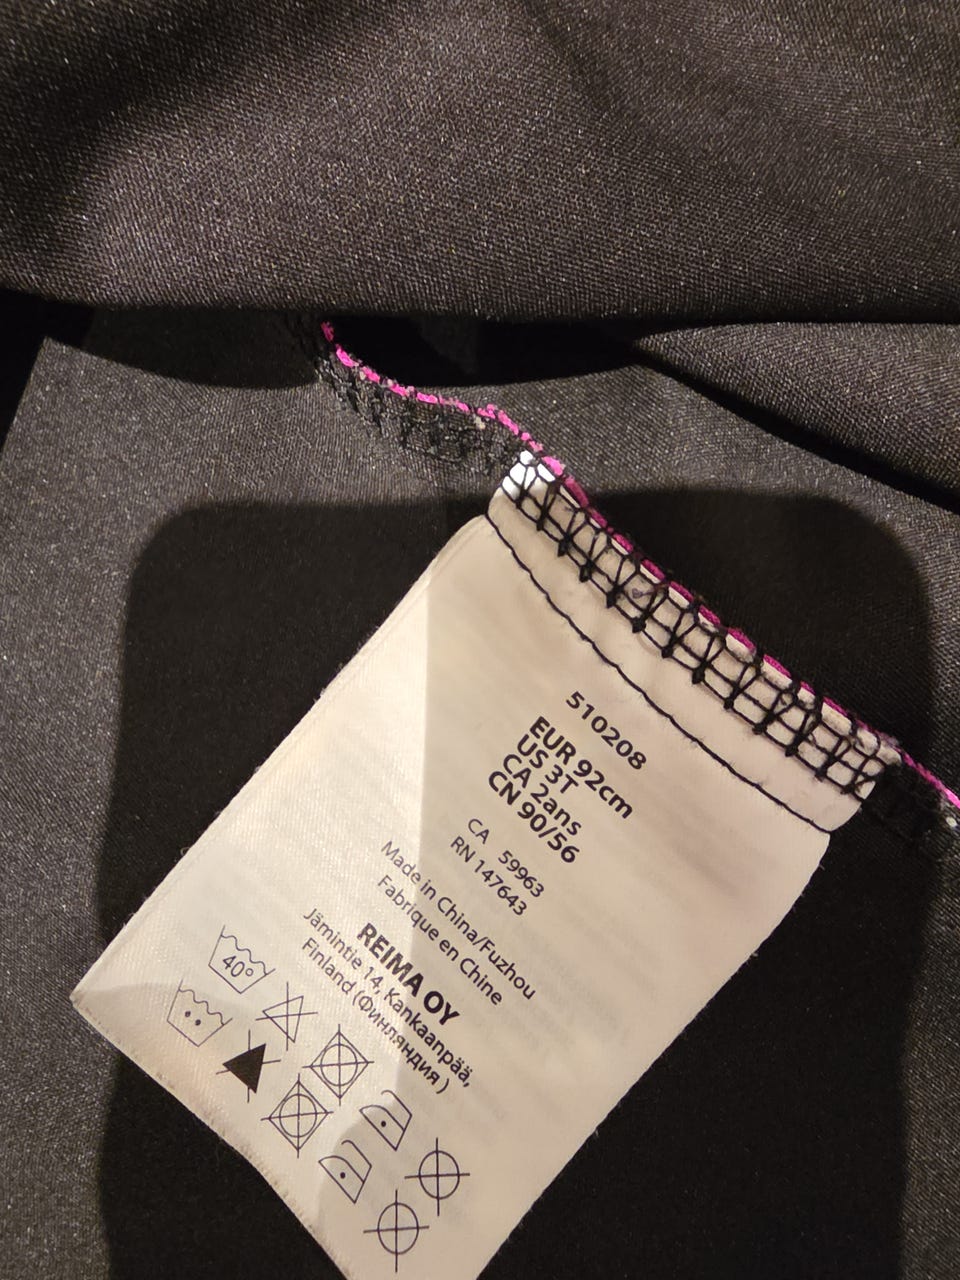 510208
EUR 92cm
US 3T
CA 2ans
CN 90/56
CA 59963
RN 147643
Made in China/Fuzhou
Fabrique en Chine
REIMA OY
Jämintie 14, Kankaanpää,
Finland (Финляндия )
40°